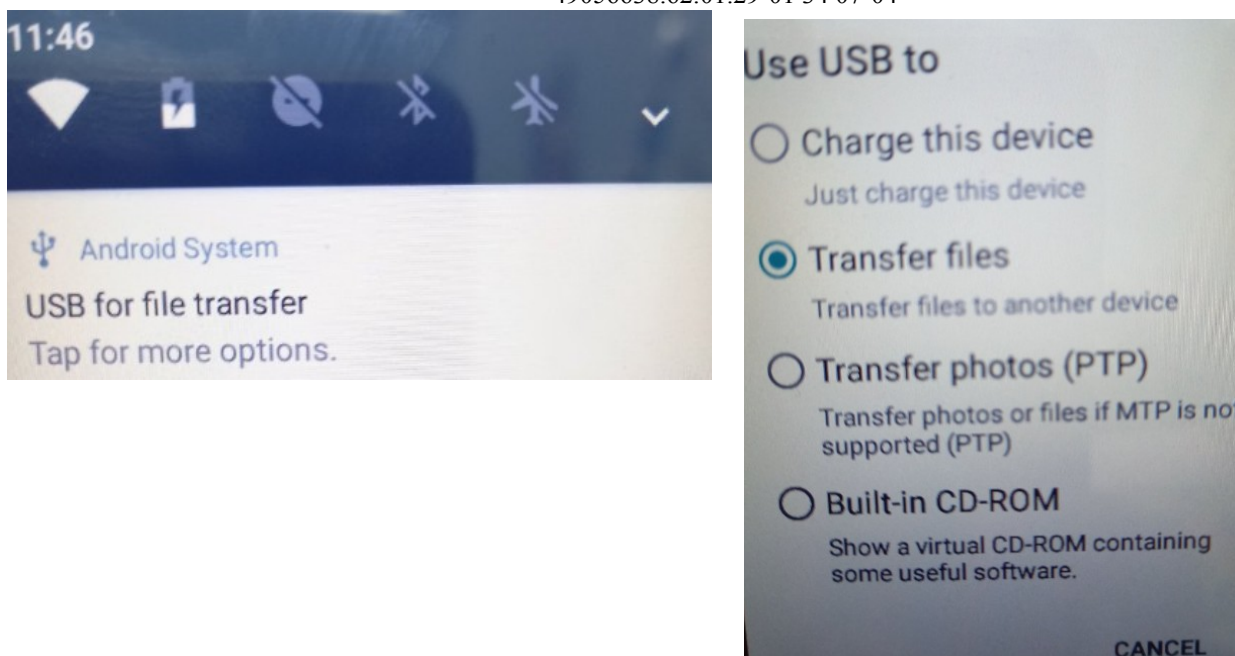 11:46
Android System
USB for file transfer
Tap for more options.
Use USB to
Charge this device
Just charge this device
Transfer files
Transfer files to another device
Transfer photos (PTP)
Transfer photos or files if MTP is
supported (PTP)
Built-in CD-ROM
Show a virtual CD-ROM containing
some useful software.
CANCEL